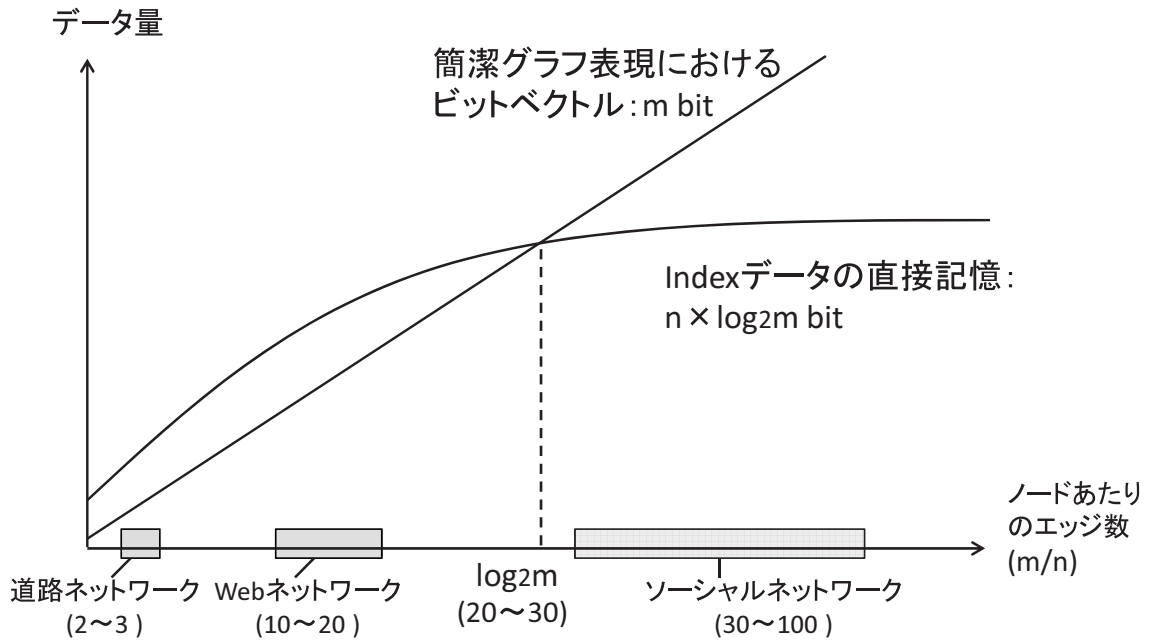 データ量
簡潔グラフ表現における
ビットベクトル:m bit
Indexデータの直接記憶:
n×log2m bit
ノードあたり
のエッジ数
(m/n)
道路ネットワーク
(2~3 )
Webネットワーク
(10~20 )
log2m
(20~30)
ソーシャルネットワーク
(30~100 )